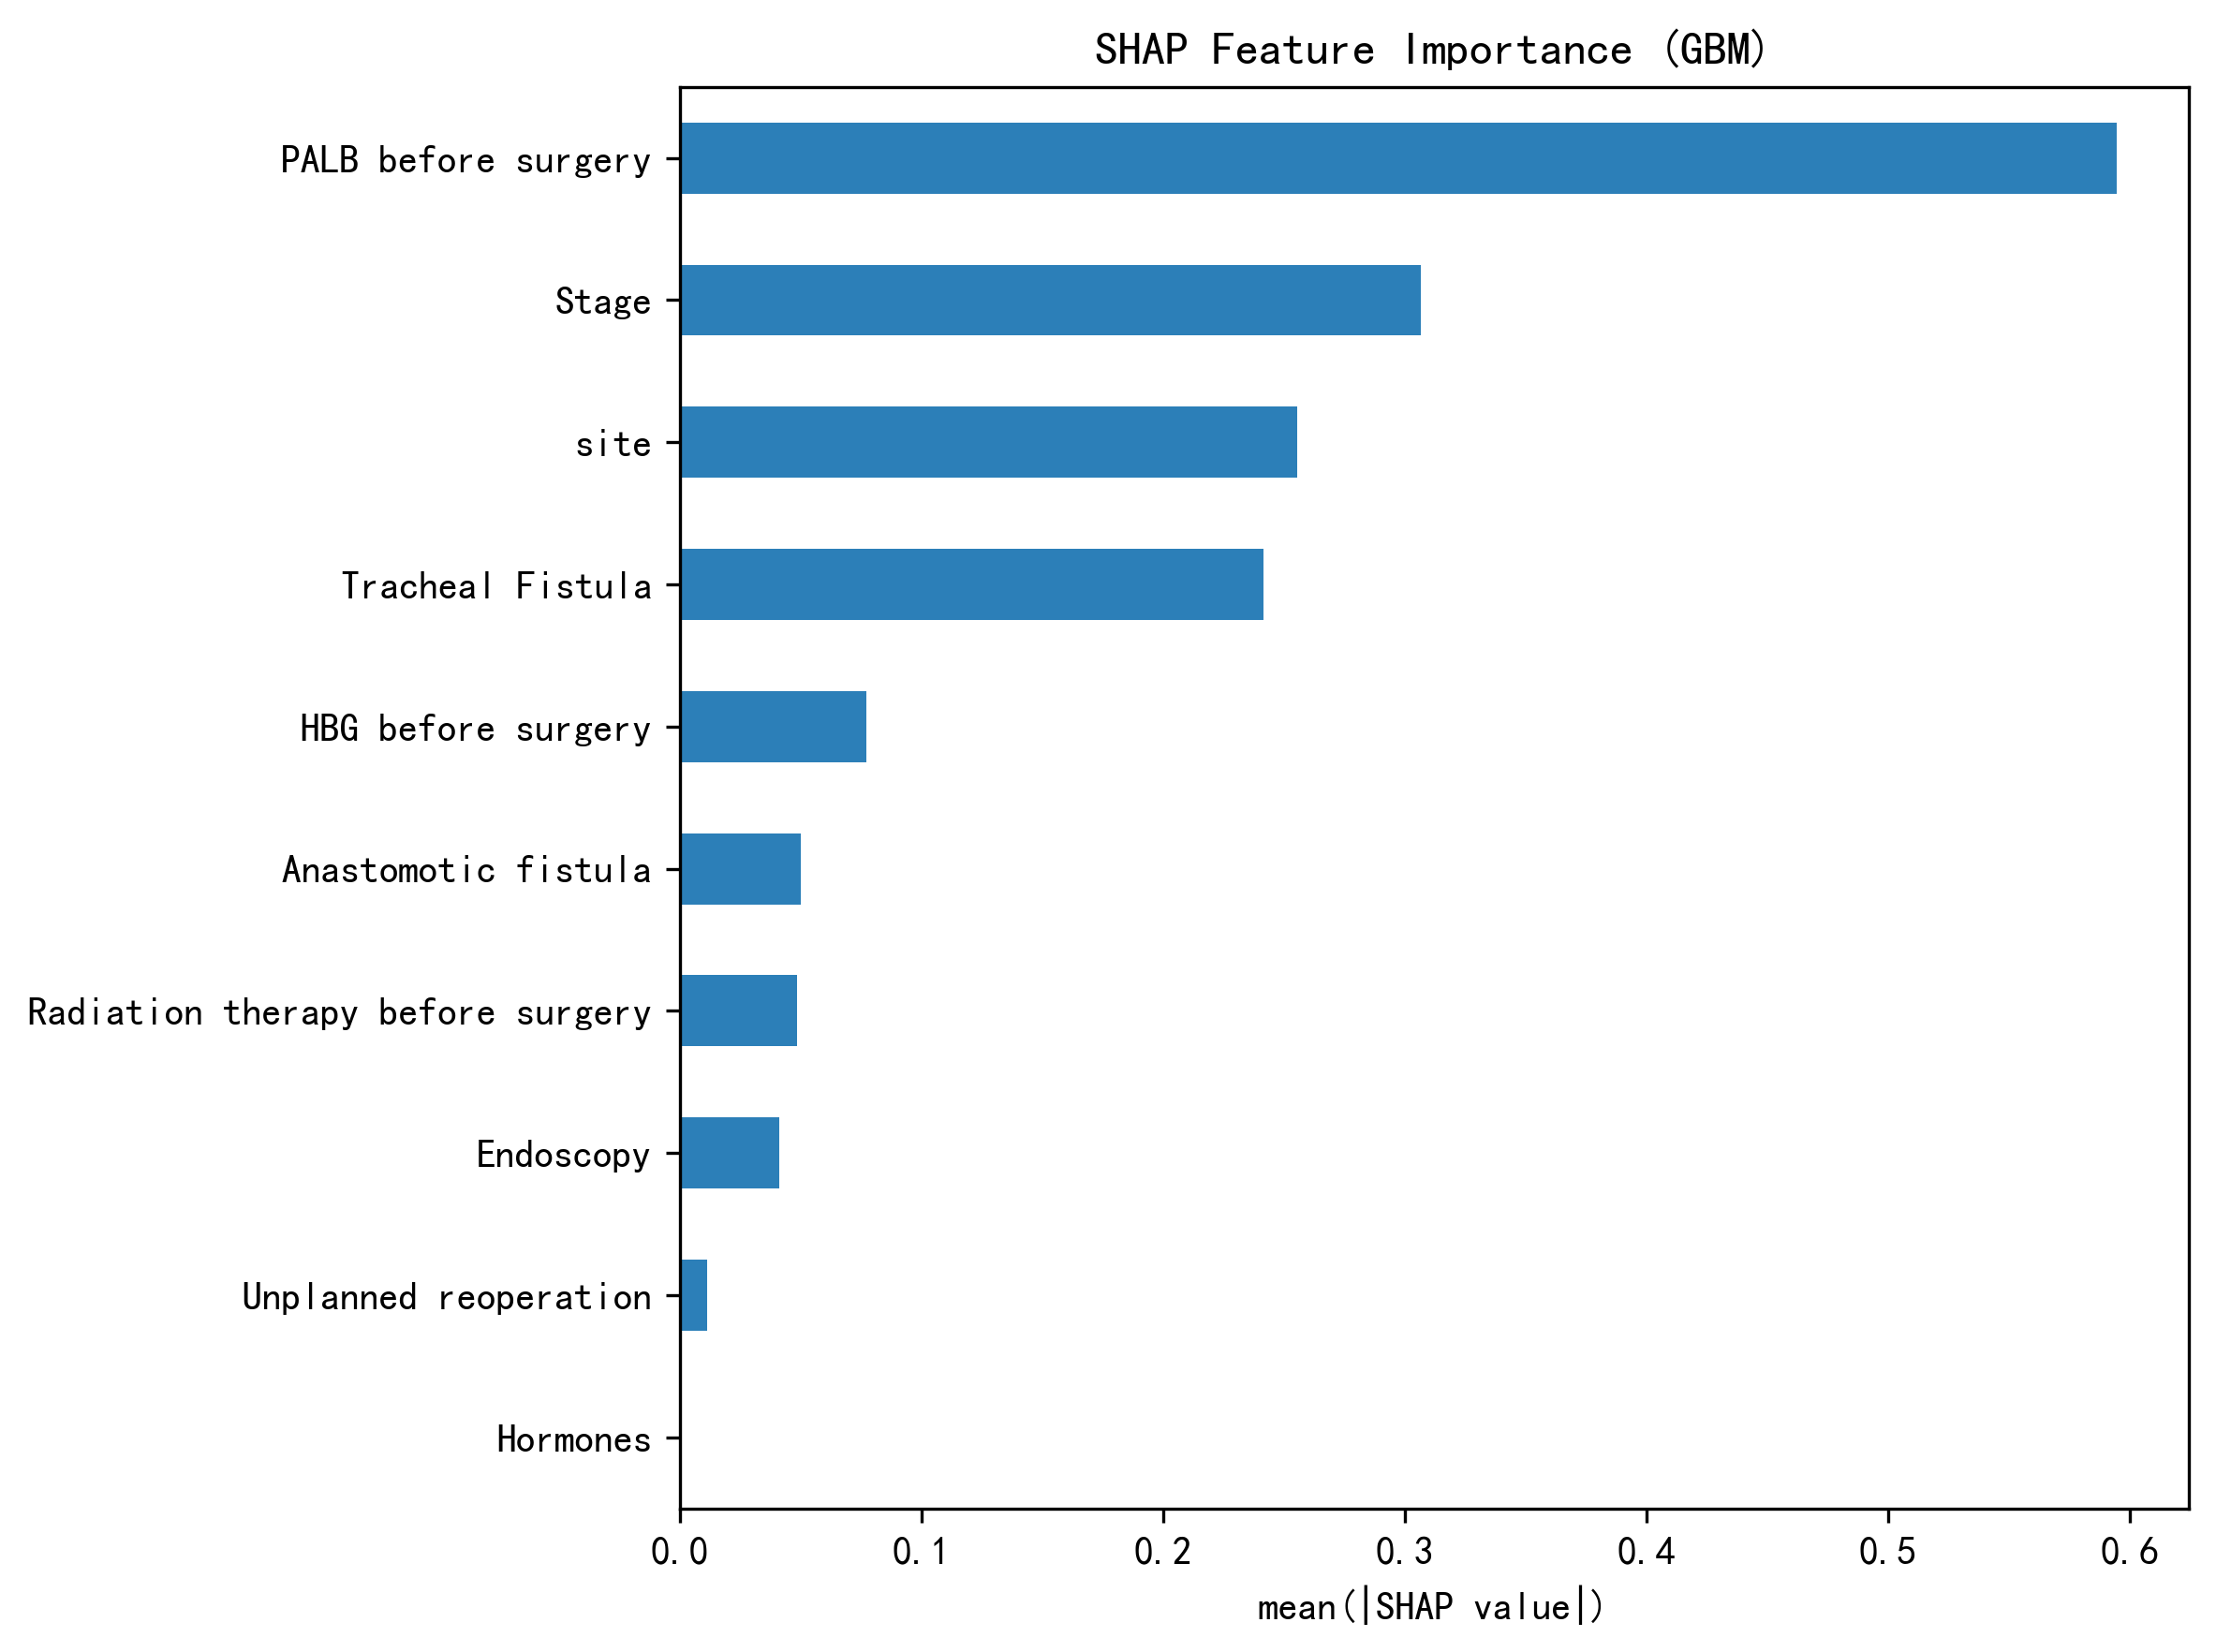 SHAP Feature Importance (GBM)
PALB before surgery
Stage
site
Tracheal Fistula
HBG before surgery
Anastomotic fistula
Radiation therapy before surgery
Endoscopy
Unplanned reoperation
Hormones
0.0 0.1 0.2 0.3 0.4 0.5 0.6
mean(|SHAP value|)